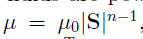 μ = μ₀|S|ⁿ⁻¹,